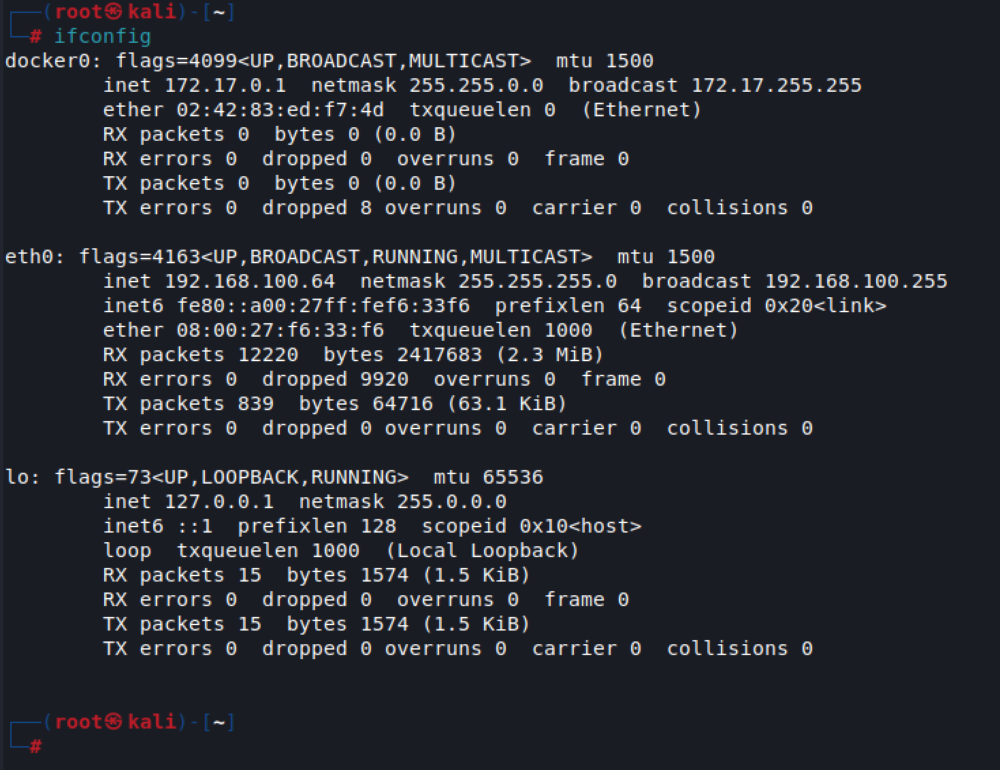 ┌──(root㉿kali)-[~]
└─# ifconfig
docker0: flags=4099<UP,BROADCAST,MULTICAST>  mtu 1500
        inet 172.17.0.1  netmask 255.255.0.0  broadcast 172.17.255.255
        ether 02:42:83:ed:f7:4d  txqueuelen 0  (Ethernet)
        RX packets 0  bytes 0 (0.0 B)
        RX errors 0  dropped 0  overruns 0  frame 0
        TX packets 0  bytes 0 (0.0 B)
        TX errors 0  dropped 8 overruns 0  carrier 0  collisions 0

eth0: flags=4163<UP,BROADCAST,RUNNING,MULTICAST>  mtu 1500
        inet 192.168.100.64  netmask 255.255.255.0  broadcast 192.168.100.255
        inet6 fe80::a00:27ff:fef6:33f6  prefixlen 64  scopeid 0x20<link>
        ether 08:00:27:f6:33:f6  txqueuelen 1000  (Ethernet)
        RX packets 12220  bytes 2417683 (2.3 MiB)
        RX errors 0  dropped 9920  overruns 0  frame 0
        TX packets 839  bytes 64716 (63.1 KiB)
        TX errors 0  dropped 0 overruns 0  carrier 0  collisions 0

lo: flags=73<UP,LOOPBACK,RUNNING>  mtu 65536
        inet 127.0.0.1  netmask 255.0.0.0
        inet6 ::1  prefixlen 128  scopeid 0x10<host>
        loop  txqueuelen 1000  (Local Loopback)
        RX packets 15  bytes 1574 (1.5 KiB)
        RX errors 0  dropped 0  overruns 0  frame 0
        TX packets 15  bytes 1574 (1.5 KiB)
        TX errors 0  dropped 0 overruns 0  carrier 0  collisions 0

┌──(root㉿kali)-[~]
└─#